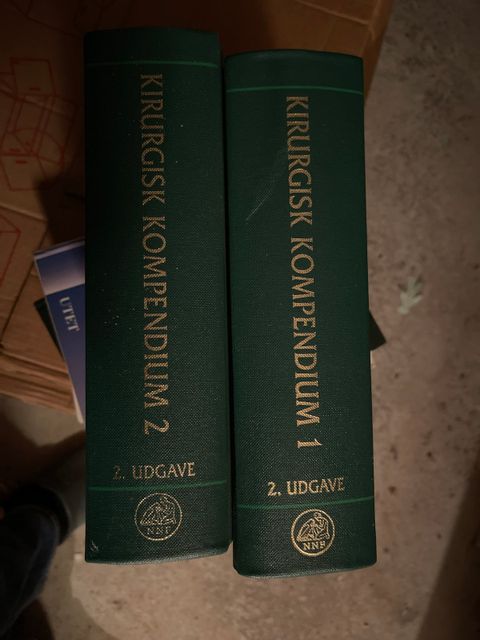 KIRURGISK KOMPENDIUM 2
2. UDGAVE
NNF
KIRURGISK KOMPENDIUM 1
2. UDGAVE
NNF
UTET